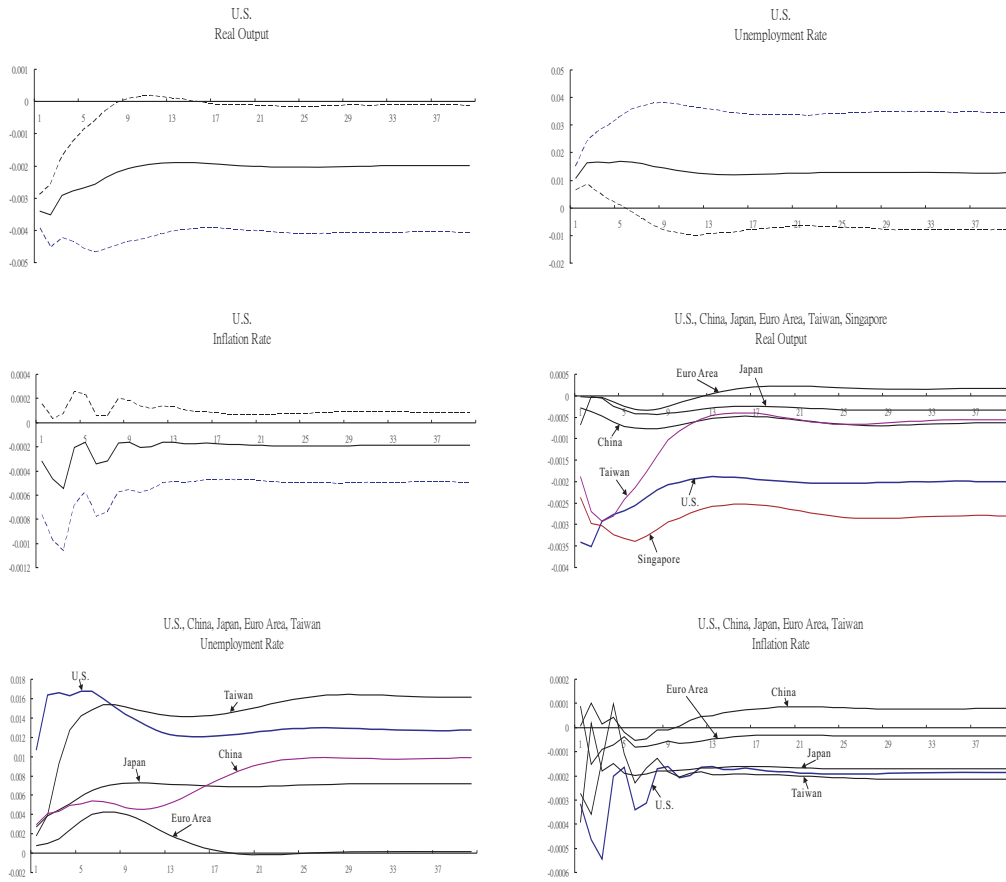 U.S.
Real Output
0.001
0
-0.001
-0.002
-0.003
-0.004
-0.005
1 5 9 13 17 21 25 29 33 37
U.S.
Unemployment Rate
0.05
0.04
0.03
0.02
0.01
0
-0.01
-0.02
1 5 9 13 17 21 25 29 33 37
U.S.
Inflation Rate
0.0004
0.0002
0
-0.0002
-0.0004
-0.0006
-0.0008
-0.001
-0.0012
1 5 9 13 17 21 25 29 33 37
U.S., China, Japan, Euro Area, Taiwan, Singapore
Real Output
0.0005
0
-0.0005
-0.001
-0.0015
-0.002
-0.0025
-0.003
-0.0035
-0.004
1 5 9 13 17 21 25 29 33 37
Euro Area
Japan
China
Taiwan
U.S.
Singapore
U.S., China, Japan, Euro Area, Taiwan
Unemployment Rate
0.018
0.016
0.014
0.012
0.01
0.008
0.006
0.004
0.002
0
-0.002
1 5 9 13 17 21 25 29 33 37
U.S.
Taiwan
China
Japan
Euro Area
U.S., China, Japan, Euro Area, Taiwan
Inflation Rate
0.0002
0.0001
0
-0.0001
-0.0002
-0.0003
-0.0004
-0.0005
-0.0006
1 5 9 13 17 21 25 29 33 37
Euro Area
China
Japan
Taiwan
U.S.